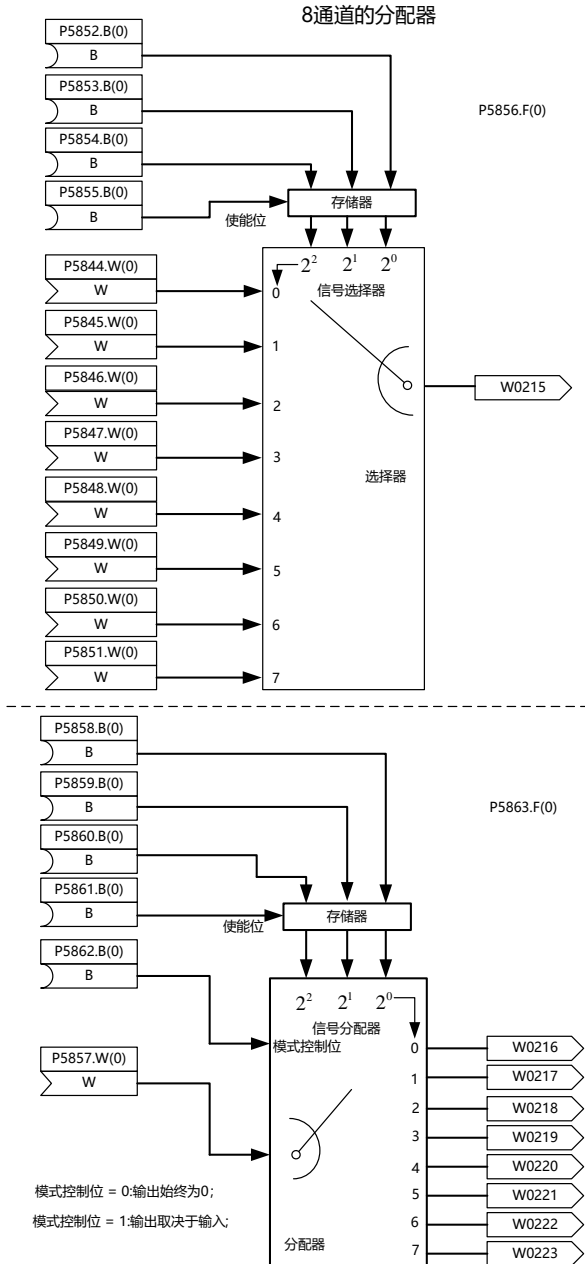 8通道的分配器
P5852.B(0)
B
P5853.B(0)
B
P5856.F(0)
P5854.B(0)
B
P5855.B(0)
B
使能位
存储器
2² 2¹ 2⁰
信号选择器
P5844.W(0)
W
0
P5845.W(0)
W
1
P5846.W(0)
W
2
W0215
P5847.W(0)
W
3
选择器
P5848.W(0)
W
4
P5849.W(0)
W
5
P5850.W(0)
W
6
P5851.W(0)
W
7
P5858.B(0)
B
P5859.B(0)
B
P5863.F(0)
P5860.B(0)
B
P5861.B(0)
B
使能位
存储器
P5862.B(0)
B
2² 2¹ 2⁰
信号分配器
模式控制位
P5857.W(0)
W
0 W0216
1 W0217
2 W0218
3 W0219
4 W0220
5 W0221
6 W0222
7 W0223
模式控制位 = 0:输出始终为0;
模式控制位 = 1:输出取决于输入;
分配器